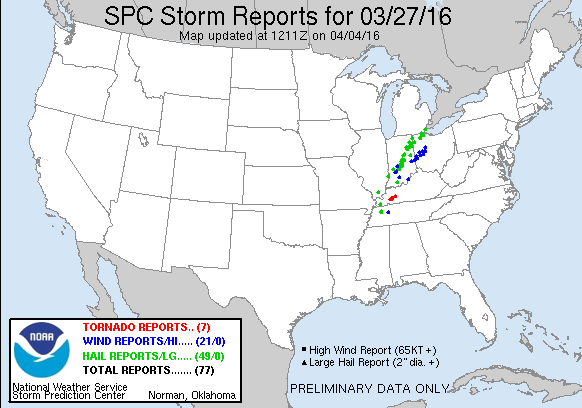 SPC Storm Reports for 03/27/16
Map updated at 1211Z on 04/04/16
TORNADO REPORTS.. (7)
WIND REPORTS/HI..... (21/0)
HAIL REPORTS/LG..... (49/0)
TOTAL REPORTS....... (77)
NOAA
National Weather Service
Storm Prediction Center Norman, Oklahoma
High Wind Report (65KT +)
Large Hail Report (2" dia. +)
PRELIMINARY DATA ONLY